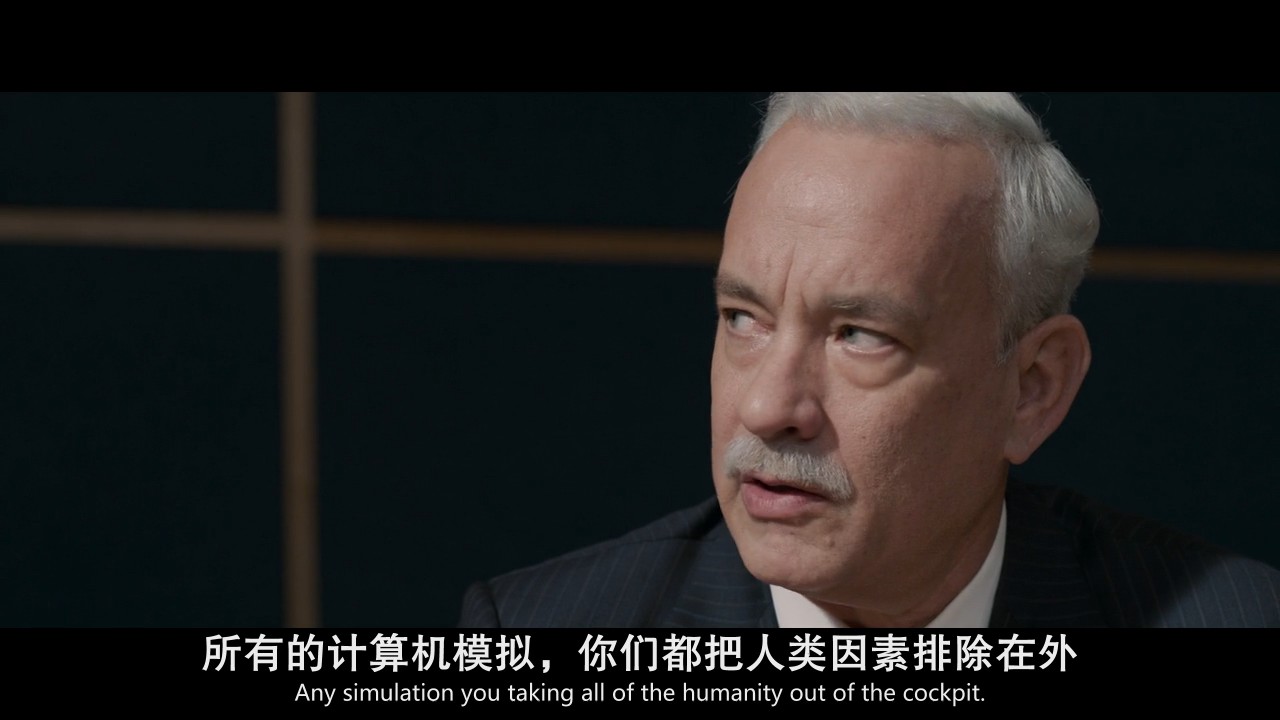 所有的计算机模拟，你们都把人类因素排除在外
Any simulation you taking all of the humanity out of the cockpit.